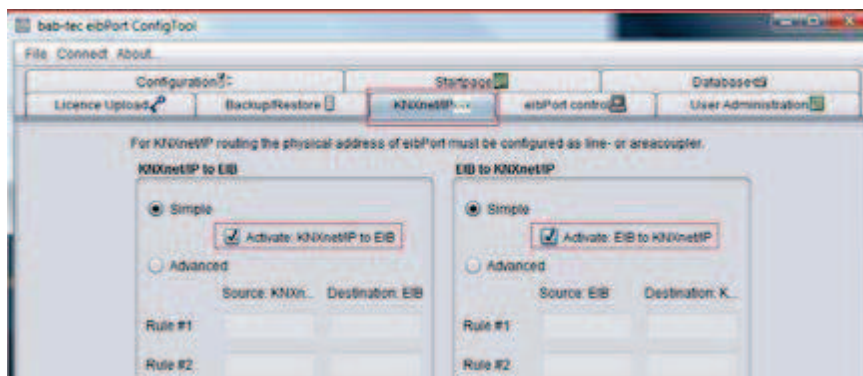 bab-tec eibPort ConfigTool
File Connect About...
Configuration Startpage Database
Licence Upload Backup/Restore KNXnet/IP eibPort control User Administration
For KNXnet/IP routing the physical address of eibPort must be configured as line- or areacoupler.
KNXnet/IP to EIB EIB to KNXnet/IP
Simple Simple
Activate: KNXnet/IP to EIB Activate: EIB to KNXnet/IP
Advanced Advanced
Source: KNXn... Destination: EIB Source: EIB Destination: K...
Rule #1 Rule #1
Rule #2 Rule #2